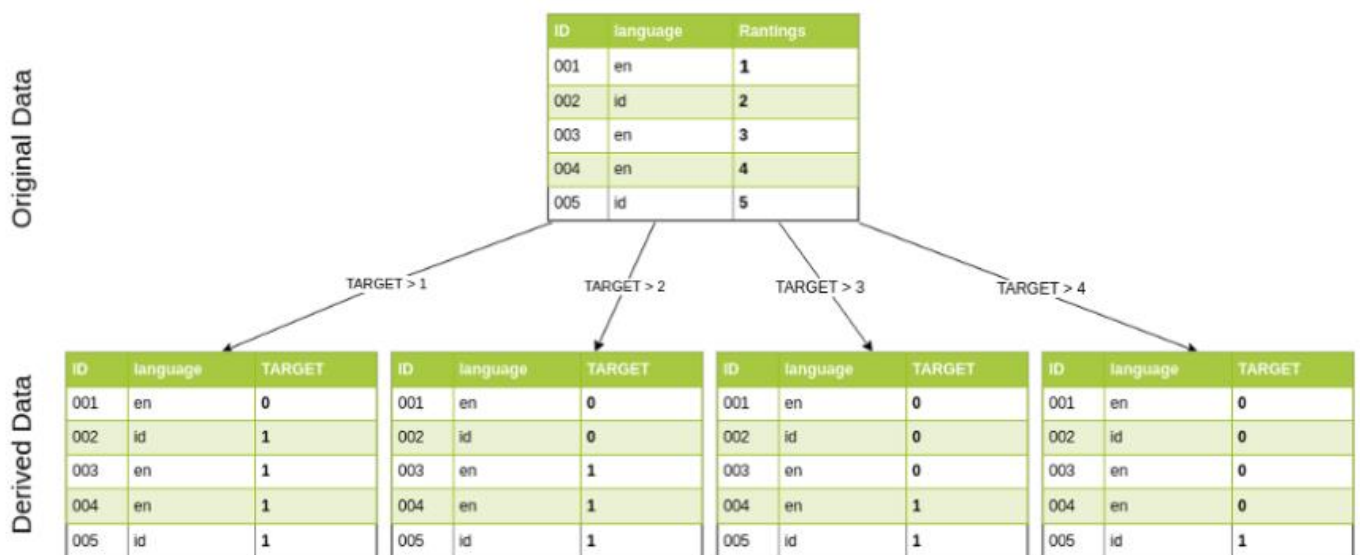 Original Data
ID language Rantings
001 en 1
002 id 2
003 en 3
004 en 4
005 id 5
TARGET > 1 TARGET > 2 TARGET > 3 TARGET > 4
Derived Data
ID language TARGET ID language TARGET ID language TARGET ID language TARGET
001 en 0 001 en 0 001 en 0 001 en 0
002 id 1 002 id 0 002 id 0 002 id 0
003 en 1 003 en 1 003 en 0 003 en 0
004 en 1 004 en 1 004 en 1 004 en 0
005 id 1 005 id 1 005 id 1 005 id 1